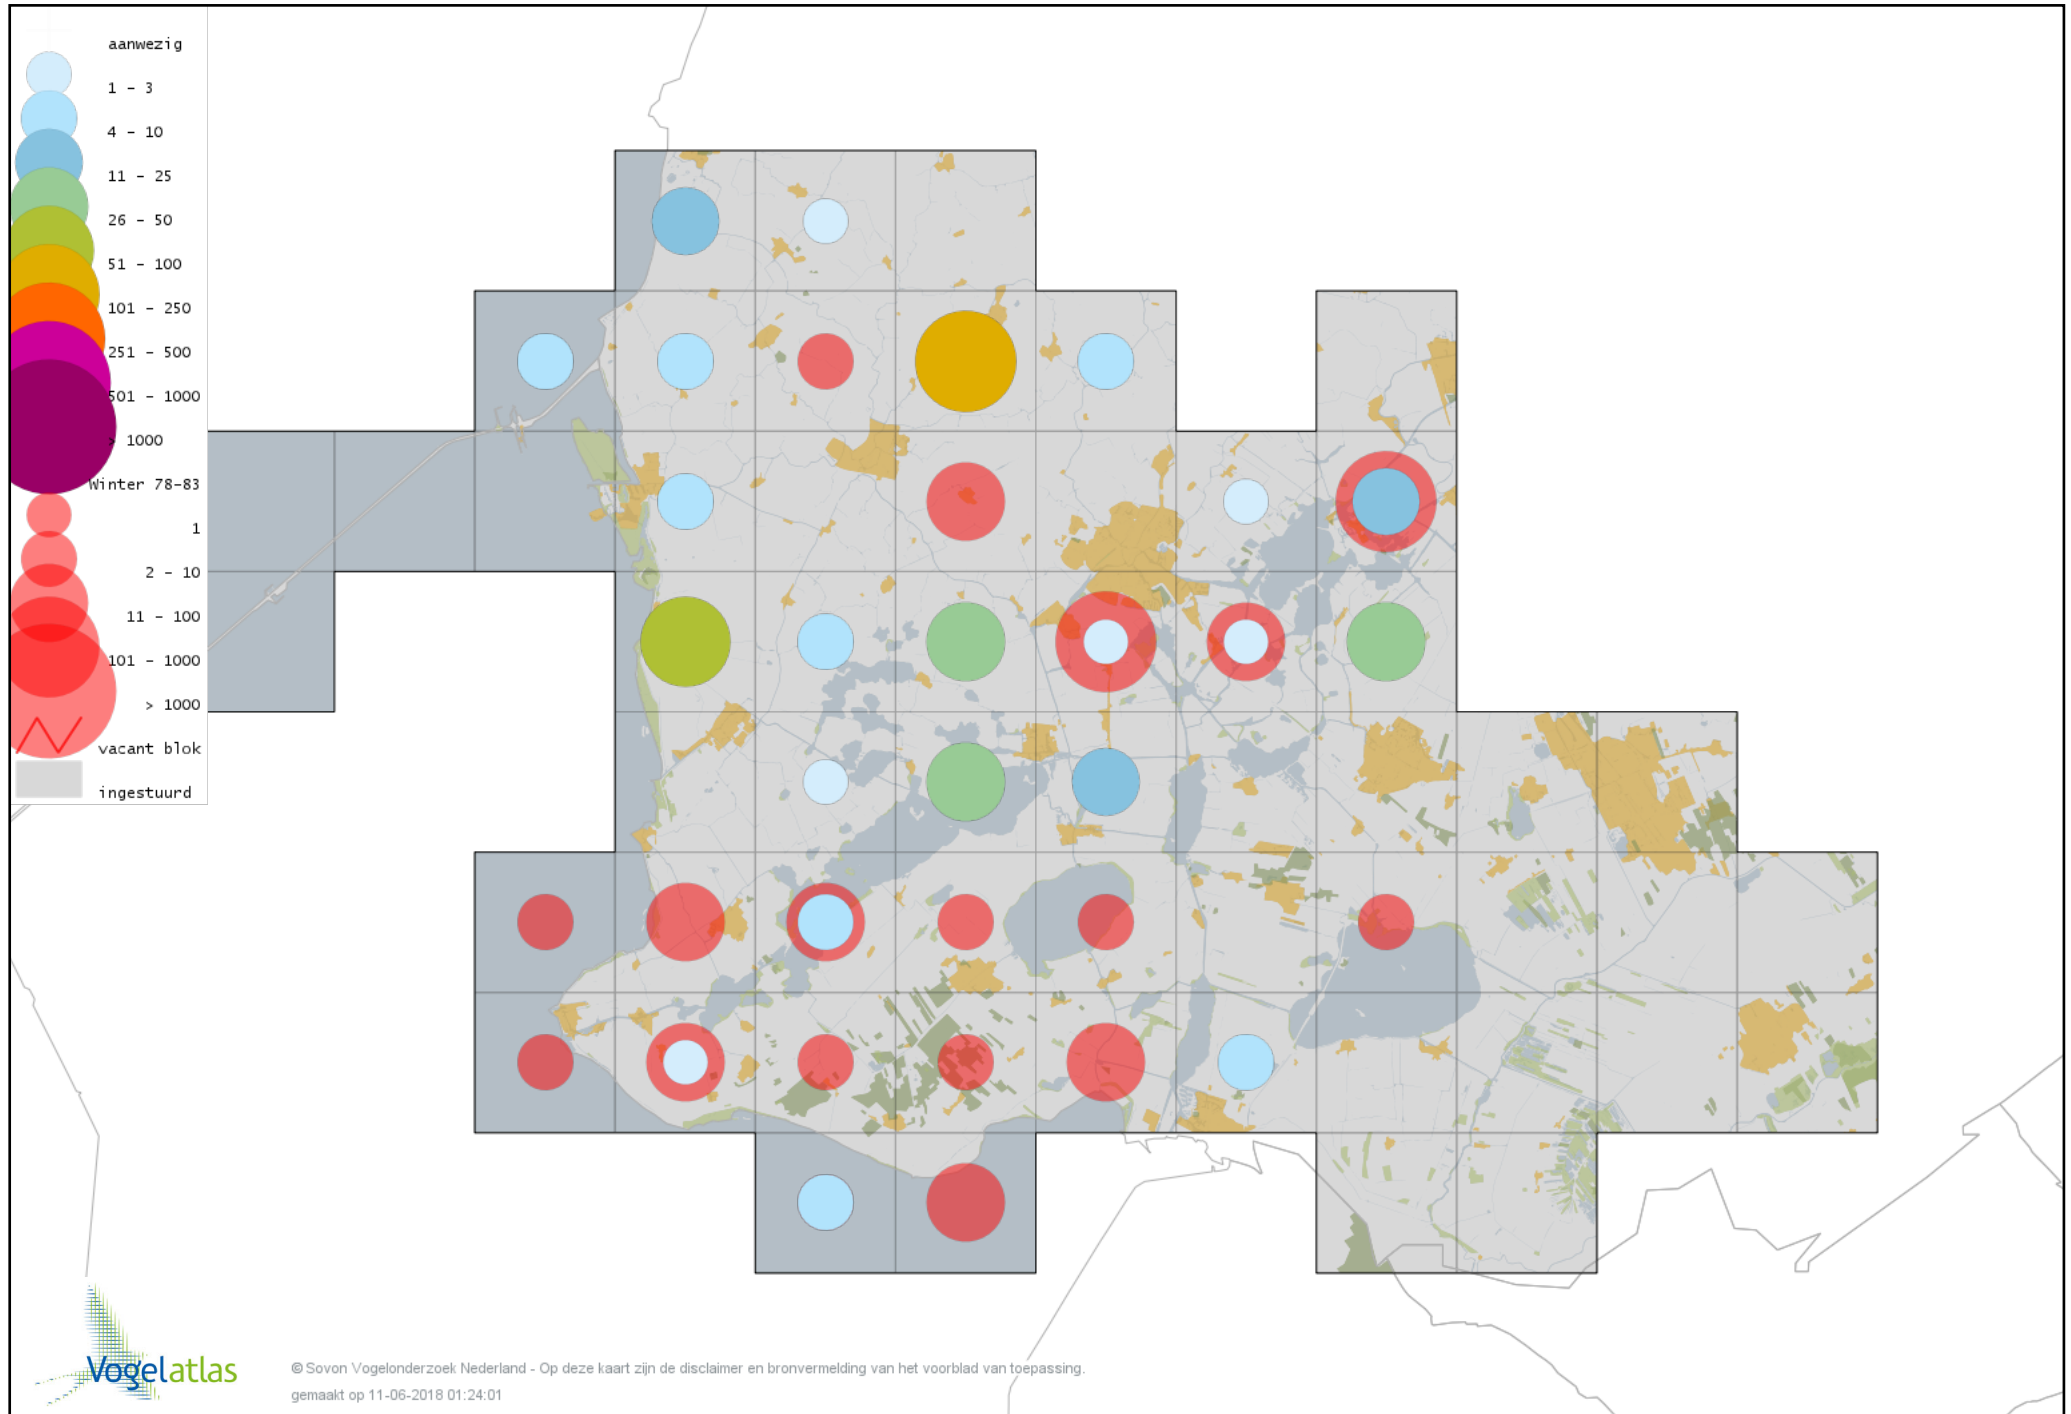 aanwezig
1 - 3
4 - 10
11 - 25
26 - 50
51 - 100
101 - 250
251 - 500
501 - 1000
> 1000
Winter 78-83
1
2 - 10
11 - 100
101 - 1000
> 1000
vacant blok
ingestuurd
Vogelatlas
© Sovon Vogelonderzoek Nederland - Op deze kaart zijn de disclaimer en bronvermelding van het voorblad van toepassing.
gemaakt op 11-06-2018 01:24:01